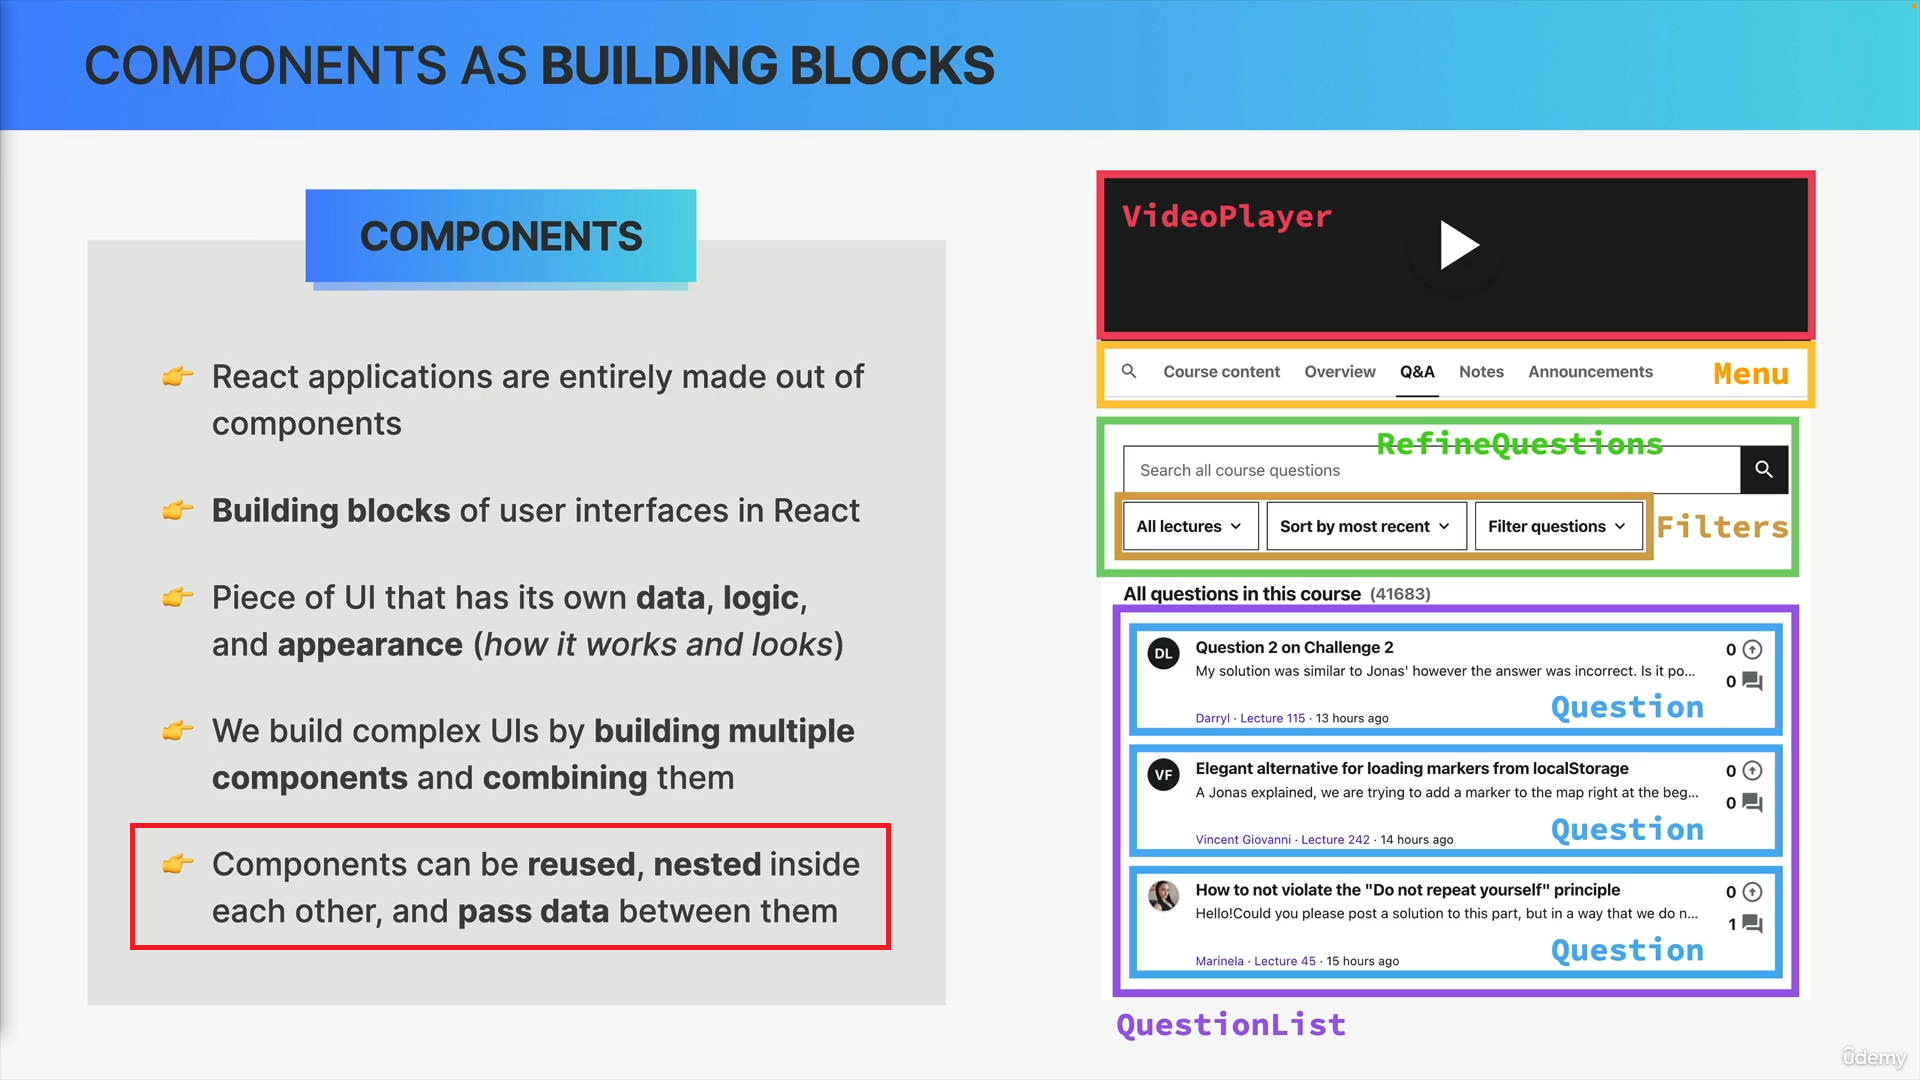 COMPONENTS AS BUILDING BLOCKS
COMPONENTS
React applications are entirely made out of
components
Building blocks of user interfaces in React
Piece of UI that has its own data, logic,
and appearance (how it works and looks)
We build complex UIs by building multiple
components and combining them
Components can be reused, nested inside
each other, and pass data between them
VideoPlayer
Course content Overview Q&A Notes Announcements Menu
RefineQuestions
Search all course questions
All lectures Sort by most recent Filter questions Filters
All questions in this course (41683)
DL Question 2 on Challenge 2 0
My solution was similar to Jonas' however the answer was incorrect. Is it po... 0
Question
Darryl · Lecture 115 · 13 hours ago
VF Elegant alternative for loading markers from localStorage 0
A Jonas explained, we are trying to add a marker to the map right at the beg... 0
Question
Vincent Giovanni · Lecture 242 · 14 hours ago
How to not violate the "Do not repeat yourself" principle 0
Hello!Could you please post a solution to this part, but in a way that we do n... 1
Question
Marinela · Lecture 45 · 15 hours ago
QuestionList
ûdemy